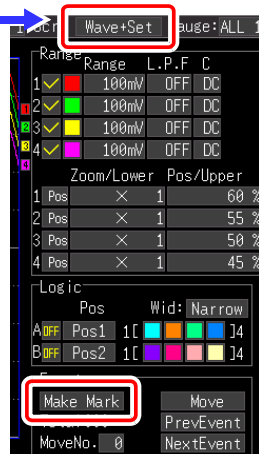 Wave+Set
auge:ALL 1
Range
Range L.P.F C
1 100mV OFF DC
2 100mV OFF DC
3 100mV OFF DC
4 100mV OFF DC
Zoom/Lower Pos/Upper
1 Pos × 1 60 %
2 Pos × 1 55 %
3 Pos × 1 50 %
4 Pos × 1 45 %
Logic
Pos Wid: Narrow
A OFF Pos1 1[ ]4
B OFF Pos2 1[ ]4
Make Mark Move
PrevEvent
MoveNo. 0 NextEvent